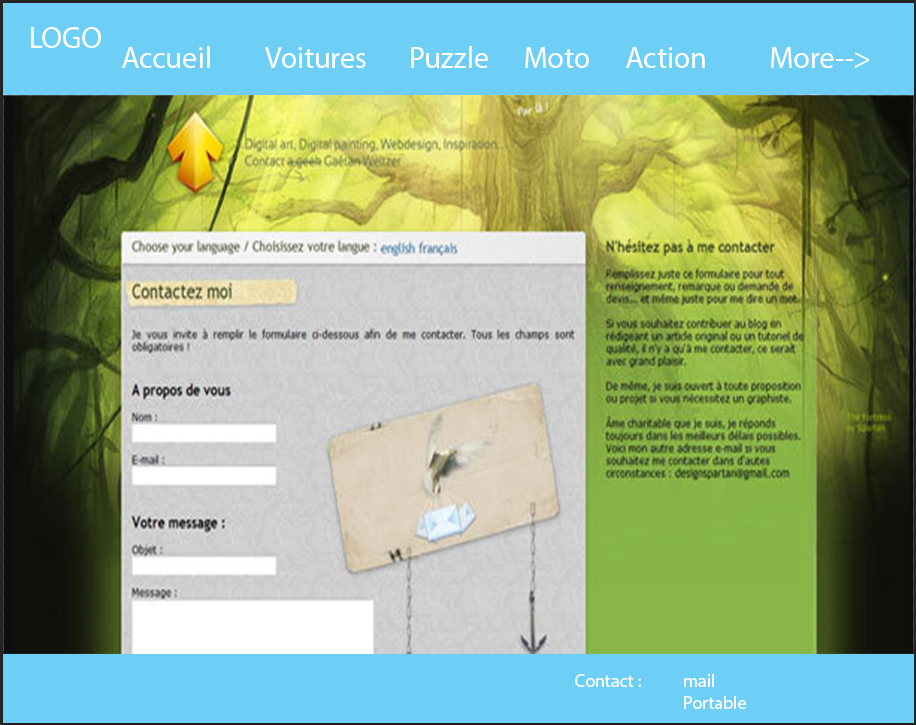 LOGO
Accueil Voitures Puzzle Moto Action More-->
Par G !
Digital art, Digital painting, Webdesign, Inspiration...
Contact a geek Gaëtan Weltzer
Choose your language / Choisissez votre langue : english français
Contactez moi
Je vous invite à remplir le formulaire ci-dessous afin de me contacter. Tous les champs sont
obligatoires !
A propos de vous
Nom :
E-mail :
Votre message :
Objet :
Message :
N'hésitez pas à me contacter
Remplissez juste ce formulaire pour tout
renseignement, remarque ou demande de
devis... et même juste pour me dire un mot.
Si vous souhaitez contribuer au blog en
rédigeant un article original ou un tutoriel de
qualité, il n'y a qu'à me contacter, ce serait
avec grand plaisir.
De même, je suis ouvert à toute proposition
ou projet si vous nécessitez un graphiste.
Âme charitable que je suis, je réponds
toujours dans les meilleurs délais possibles.
Voici mon autre adresse e-mail si vous
souhaitez me contacter dans d'autes
circonstances : designspartan@gmail.com
The Fortress
by Spartan
Contact : mail
Portable